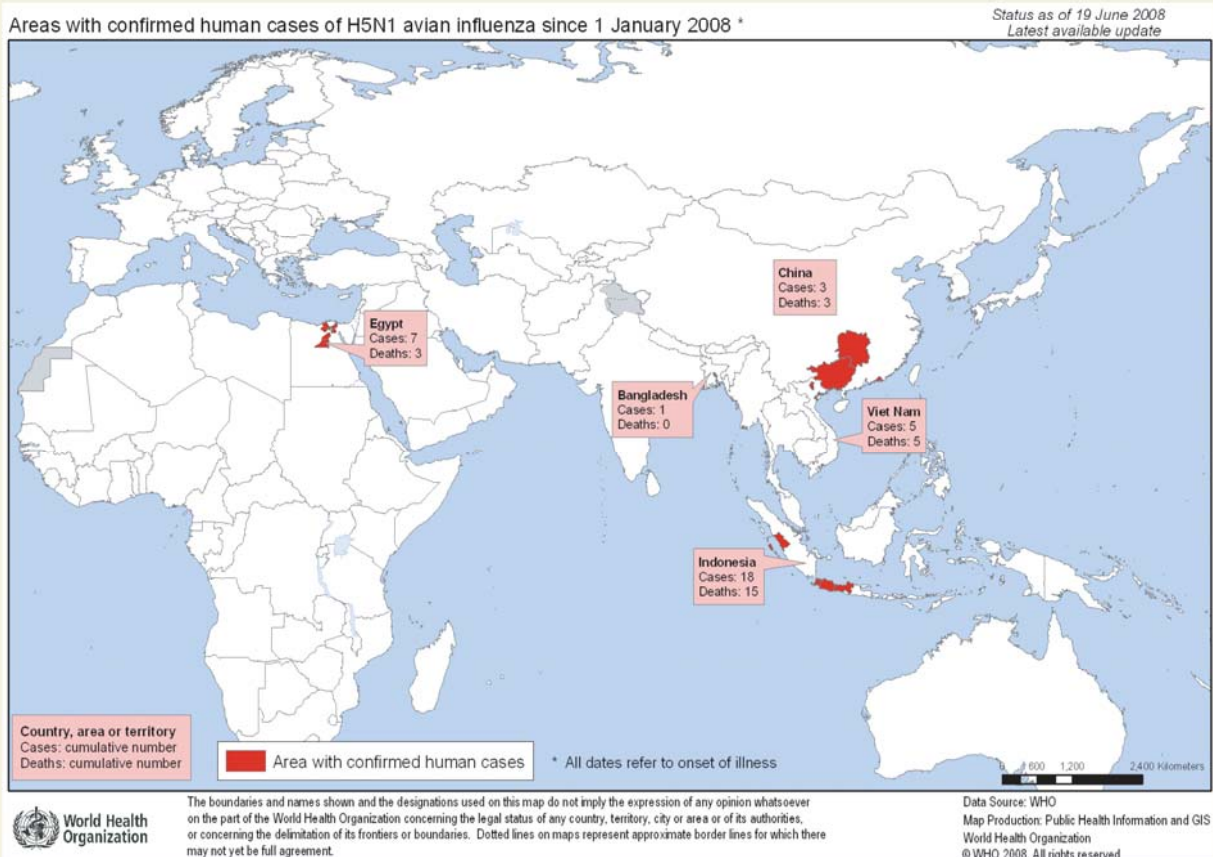 Areas with confirmed human cases of H5N1 avian influenza since 1 January 2008 *
Status as of 19 June 2008
Latest available update
China
Cases: 3
Deaths: 3
Egypt
Cases: 7
Deaths: 3
Bangladesh
Cases: 1
Deaths: 0
Viet Nam
Cases: 5
Deaths: 5
Indonesia
Cases: 18
Deaths: 15
Country, area or territory
Cases: cumulative number
Deaths: cumulative number
Area with confirmed human cases
* All dates refer to onset of illness
0 600 1,200 2,400 Kilometers
World Health
Organization
The boundaries and names shown and the designations used on this map do not imply the expression of any opinion whatsoever
on the part of the World Health Organization concerning the legal status of any country, territory, city or area or of its authorities,
or concerning the delimitation of its frontiers or boundaries. Dotted lines on maps represent approximate border lines for which there
may not yet be full agreement.
Data Source: WHO
Map Production: Public Health Information and GIS
World Health Organization
© WHO 2008. All rights reserved